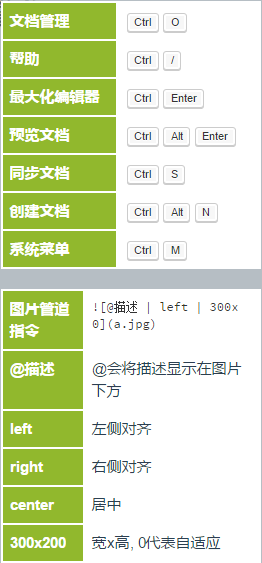 文档管理 Ctrl O
帮助 Ctrl /
最大化编辑器 Ctrl Enter
预览文档 Ctrl Alt Enter
同步文档 Ctrl S
创建文档 Ctrl Alt N
系统菜单 Ctrl M
图片管道
指令
![@描述 | left | 300x
0](a.jpg)
@描述
@会将描述显示在图片
下方
left 左侧对齐
right 右侧对齐
center 居中
300x200 宽x高, 0代表自适应